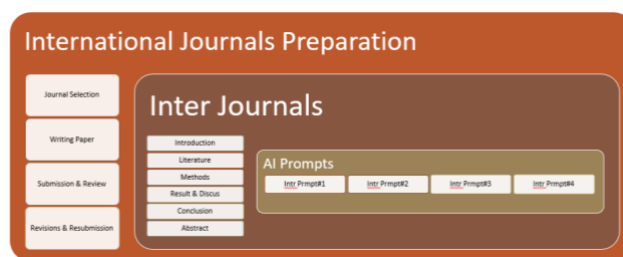 International Journals Preparation
Journal Selection
Writing Paper
Submission & Review
Revisions & Resubmission
Inter Journals
Introduction
Literature
Methods
Result & Discus
Conclusion
Abstract
AI Prompts
Intr Prmpt#1
Intr Prmpt#2
Intr Prmpt#3
Intr Prmpt#4